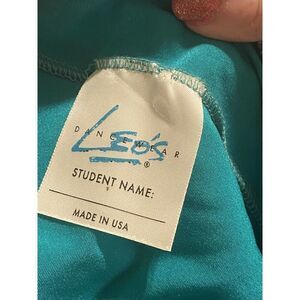 Leo's
DANCEWEAR
®
STUDENT NAME:
MADE IN USA